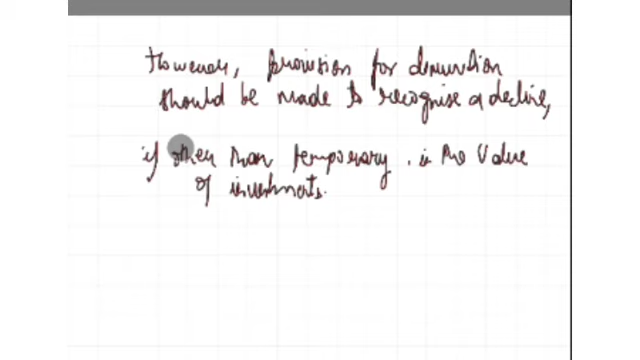 However, provision for diminution
should be made to recognise a decline,
if other than temporary. in the value
of investments.